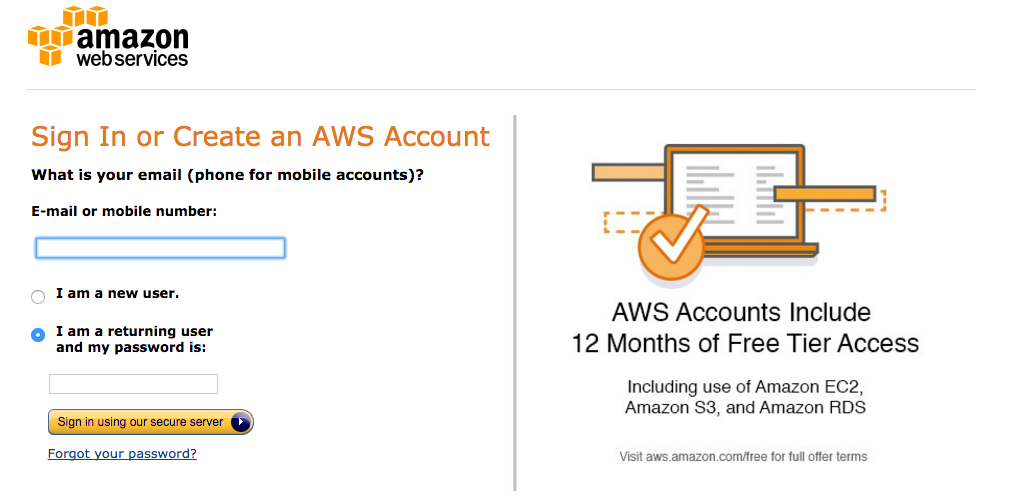 amazon
web services
Sign In or Create an AWS Account
What is your email (phone for mobile accounts)?
E-mail or mobile number:
I am a new user.
I am a returning user
and my password is:
Sign in using our secure server
Forgot your password?
AWS Accounts Include
12 Months of Free Tier Access
Including use of Amazon EC2,
Amazon S3, and Amazon RDS
Visit aws.amazon.com/free for full offer terms